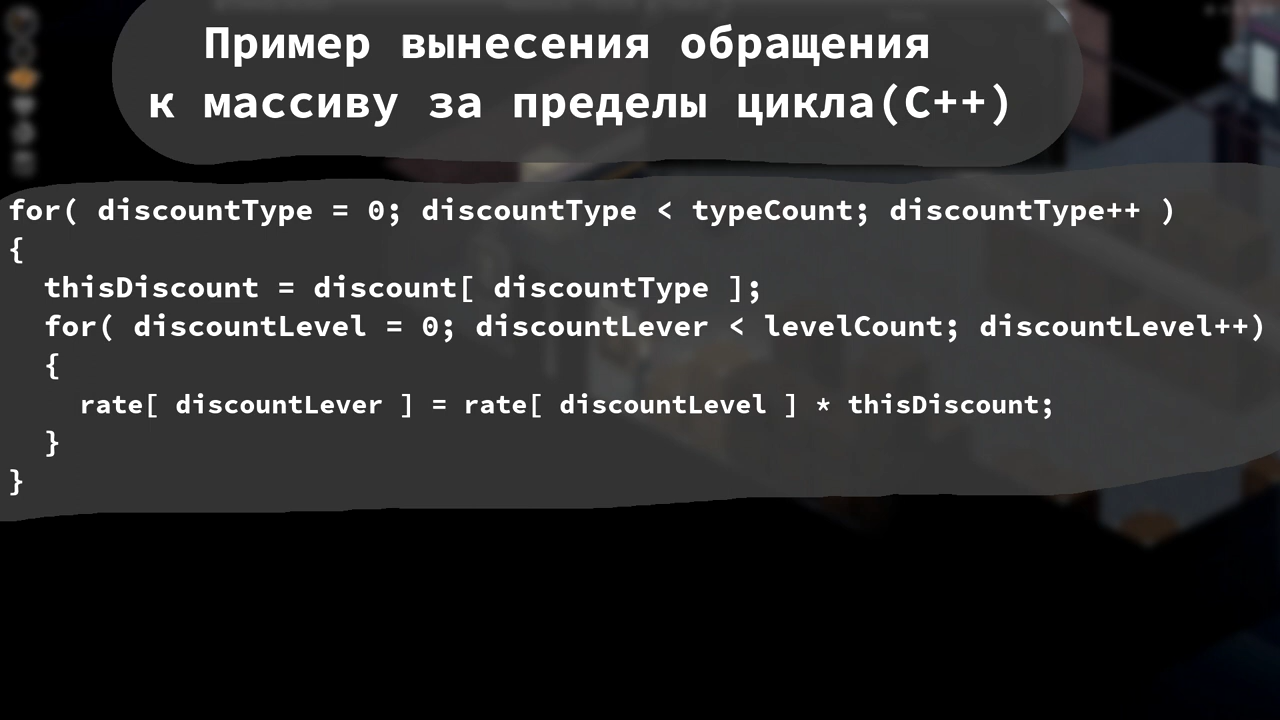 Пример вынесения обращения
к массиву за пределы цикла(C++)
for( discountType = 0; discountType < typeCount; discountType++ )
{
thisDiscount = discount[ discountType ];
for( discountLevel = 0; discountLever < levelCount; discountLevel++)
{
rate[ discountLever ] = rate[ discountLevel ] * thisDiscount;
}
}